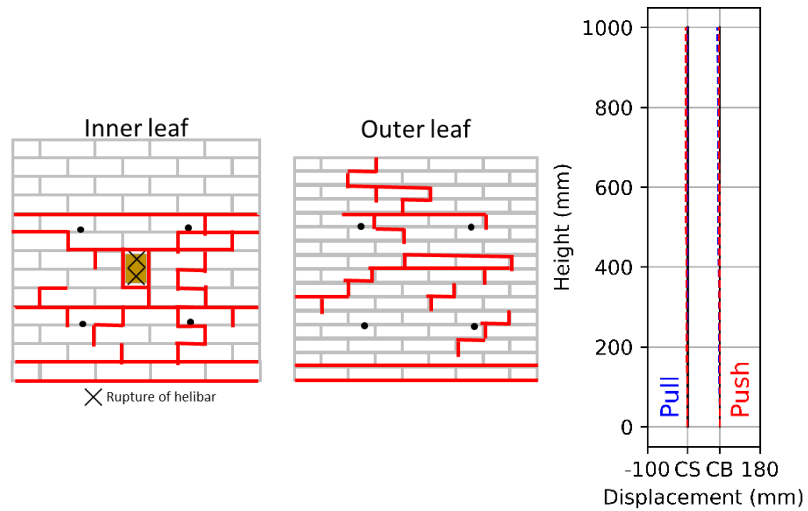 Inner leaf
Outer leaf
Rupture of helibar
Height (mm)
1000
800
600
400
200
0
Pull
Push
-100 CS CB 180
Displacement (mm)